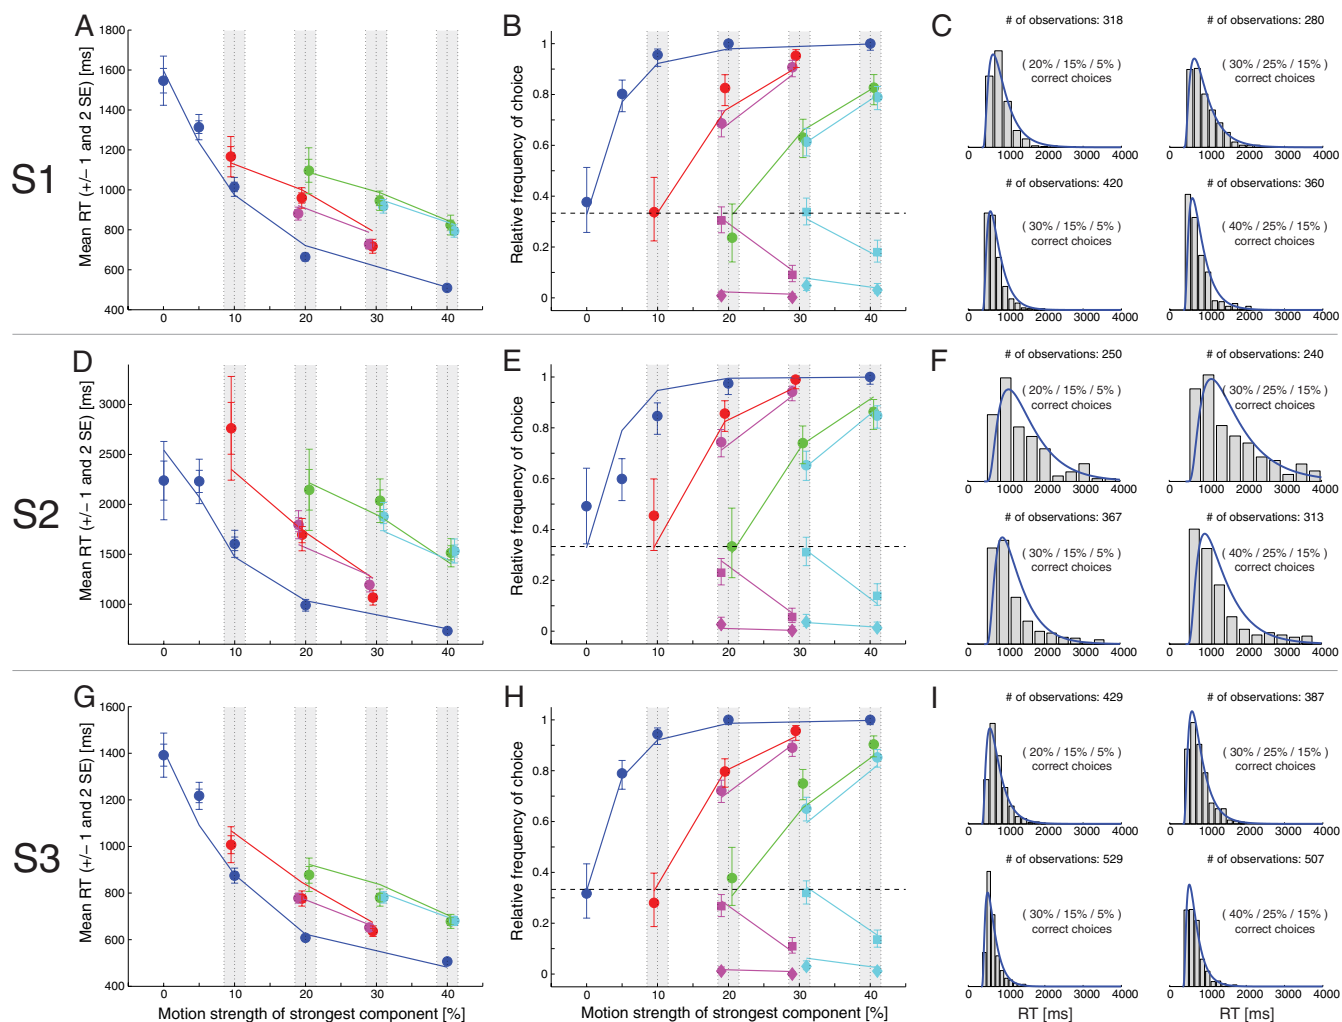 S1
A
Mean RT (+/− 1 and 2 SE) [ms]
1800
1600
1400
1200
1000
800
600
400
0 10 20 30 40
B
Relative frequency of choice
1
0.8
0.6
0.4
0.2
0
0 10 20 30 40
C
# of observations: 318
( 20% / 15% / 5% )
correct choices
0 1000 2000 3000 4000
# of observations: 280
( 30% / 25% / 15% )
correct choices
0 1000 2000 3000 4000
# of observations: 420
( 30% / 15% / 5% )
correct choices
0 1000 2000 3000 4000
# of observations: 360
( 40% / 25% / 15% )
correct choices
0 1000 2000 3000 4000
S2
D
Mean RT (+/− 1 and 2 SE) [ms]
3000
2500
2000
1500
1000
0 10 20 30 40
E
Relative frequency of choice
1
0.8
0.6
0.4
0.2
0
0 10 20 30 40
F
# of observations: 250
( 20% / 15% / 5% )
correct choices
0 1000 2000 3000 4000
# of observations: 240
( 30% / 25% / 15% )
correct choices
0 1000 2000 3000 4000
# of observations: 367
( 30% / 15% / 5% )
correct choices
0 1000 2000 3000 4000
# of observations: 313
( 40% / 25% / 15% )
correct choices
0 1000 2000 3000 4000
S3
G
Mean RT (+/− 1 and 2 SE) [ms]
1600
1400
1200
1000
800
600
400
0 10 20 30 40
Motion strength of strongest component [%]
H
Relative frequency of choice
1
0.8
0.6
0.4
0.2
0
0 10 20 30 40
Motion strength of strongest component [%]
I
# of observations: 429
( 20% / 15% / 5% )
correct choices
0 1000 2000 3000 4000
# of observations: 387
( 30% / 25% / 15% )
correct choices
0 1000 2000 3000 4000
# of observations: 529
( 30% / 15% / 5% )
correct choices
0 1000 2000 3000 4000
RT [ms]
# of observations: 507
( 40% / 25% / 15% )
correct choices
0 1000 2000 3000 4000
RT [ms]